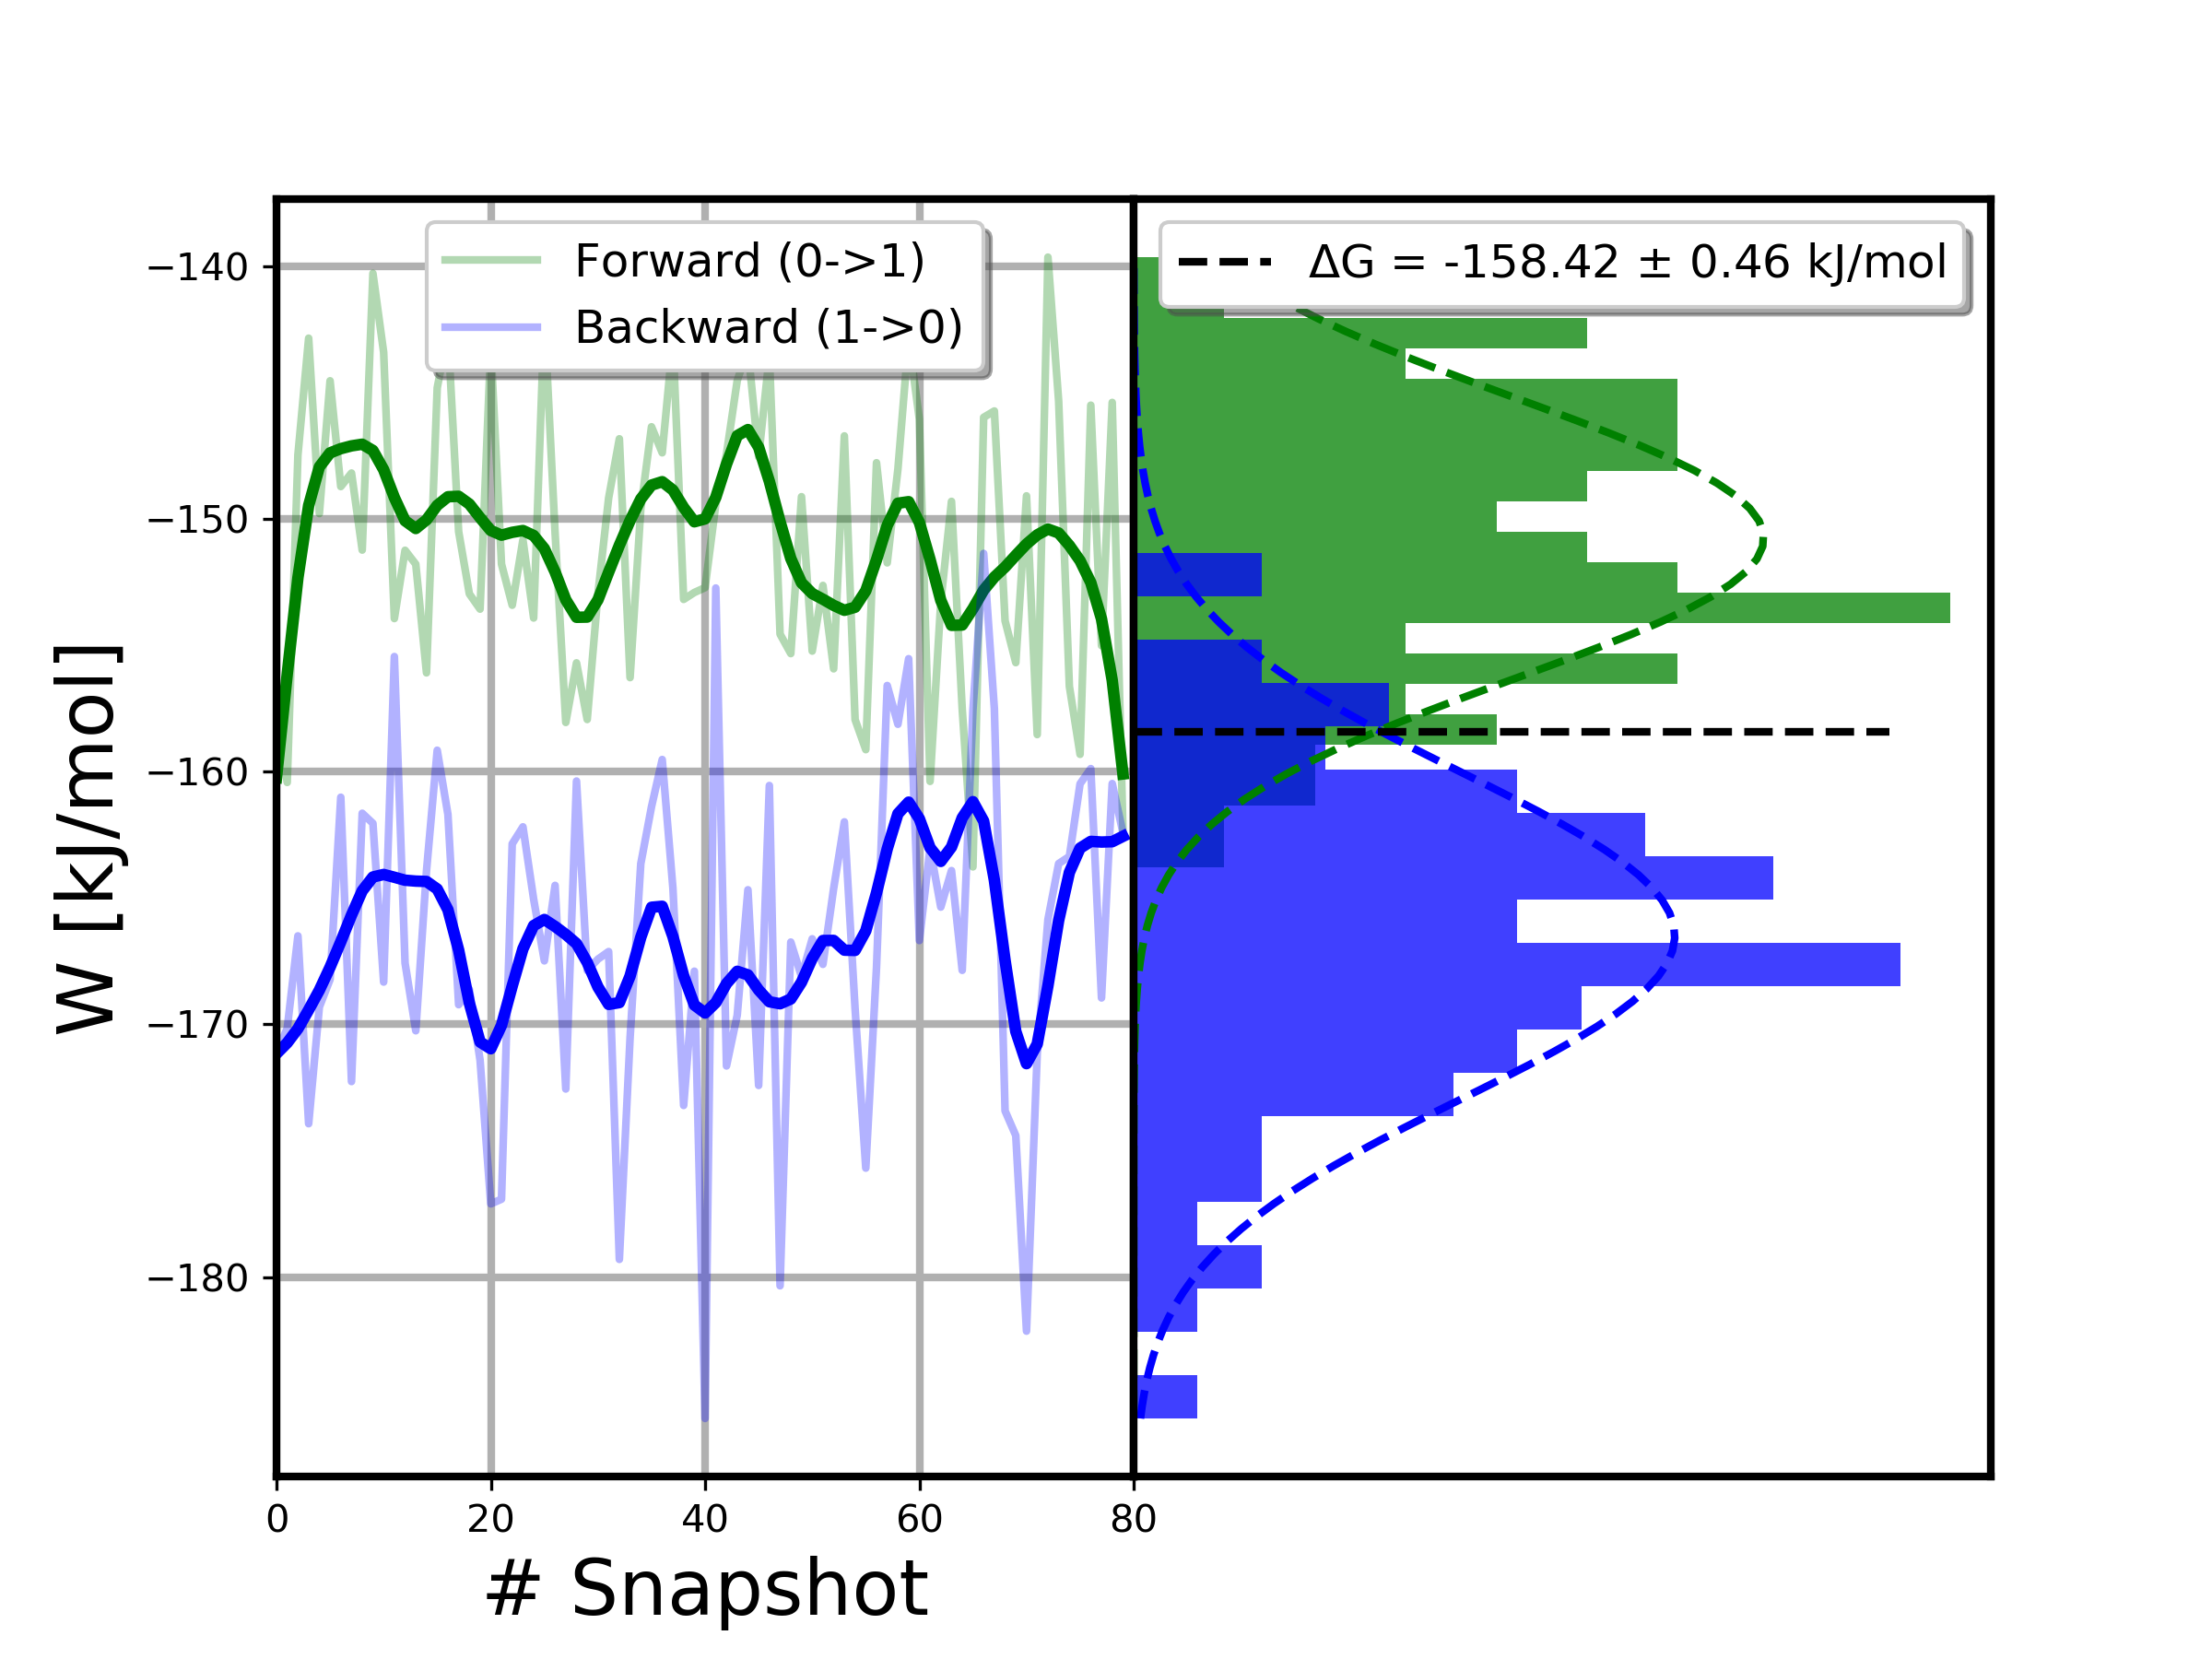 Forward (0->1)
Backward (1->0)
ΔG = -158.42 ± 0.46 kJ/mol
−140
−150
−160
−170
−180
W [kJ/mol]
0 20 40 60 80
# Snapshot